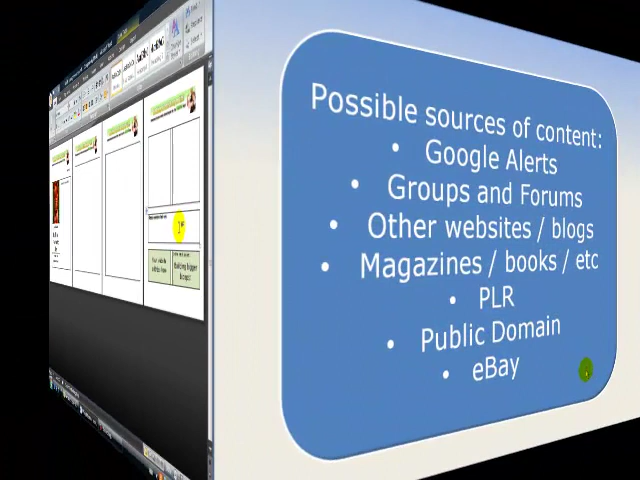 Possible sources of content:
• Google Alerts
• Groups and Forums
• Other websites / blogs
• Magazines / books / etc
• PLR
• Public Domain
• eBay